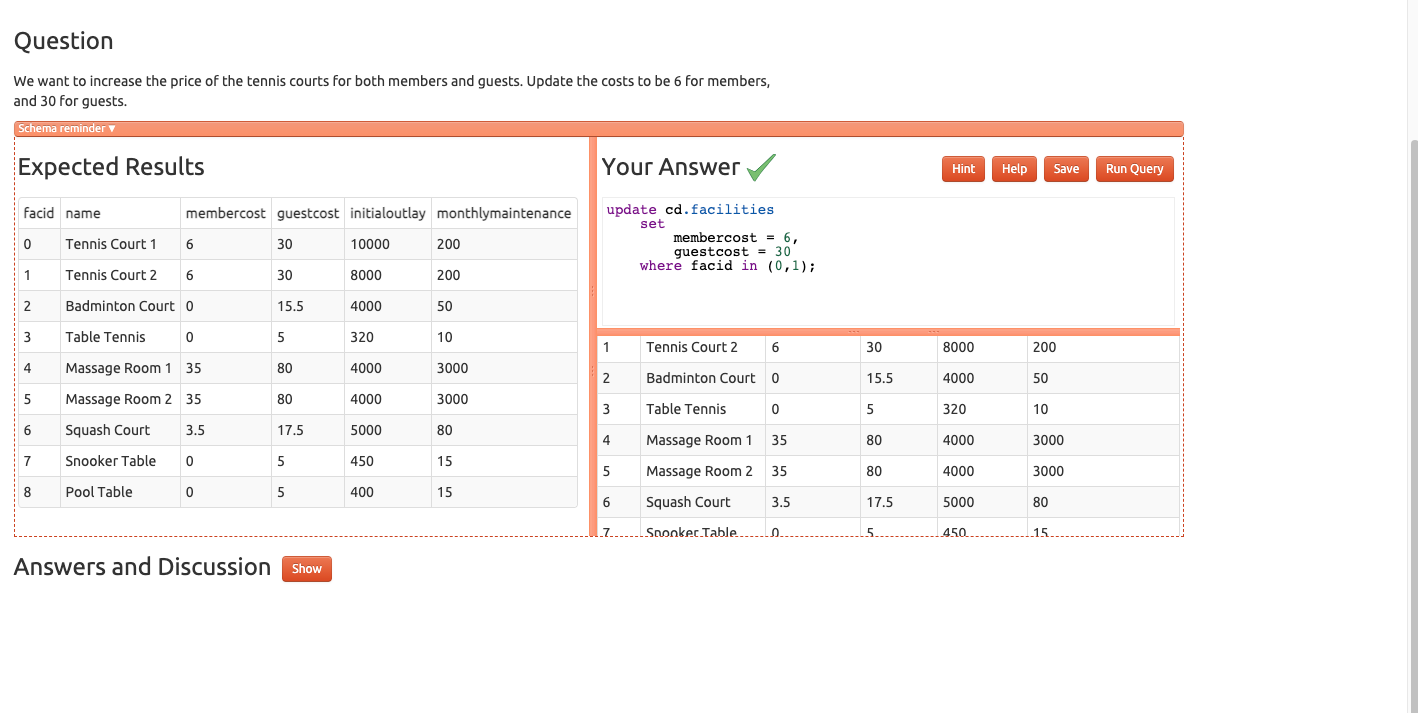 Question
We want to increase the price of the tennis courts for both members and guests. Update the costs to be 6 for members,
and 30 for guests.
Schema reminder ▼
Expected Results
facid name membercost guestcost initialoutlay monthlymaintenance
0 Tennis Court 1 6 30 10000 200
1 Tennis Court 2 6 30 8000 200
2 Badminton Court 0 15.5 4000 50
3 Table Tennis 0 5 320 10
4 Massage Room 1 35 80 4000 3000
5 Massage Room 2 35 80 4000 3000
6 Squash Court 3.5 17.5 5000 80
7 Snooker Table 0 5 450 15
8 Pool Table 0 5 400 15
Your Answer
Hint Help Save Run Query
update cd.facilities
set
membercost = 6,
guestcost = 30
where facid in (0,1);
1 Tennis Court 2 6 30 8000 200
2 Badminton Court 0 15.5 4000 50
3 Table Tennis 0 5 320 10
4 Massage Room 1 35 80 4000 3000
5 Massage Room 2 35 80 4000 3000
6 Squash Court 3.5 17.5 5000 80
7 Snooker Table 0 5 450 15
Answers and Discussion Show